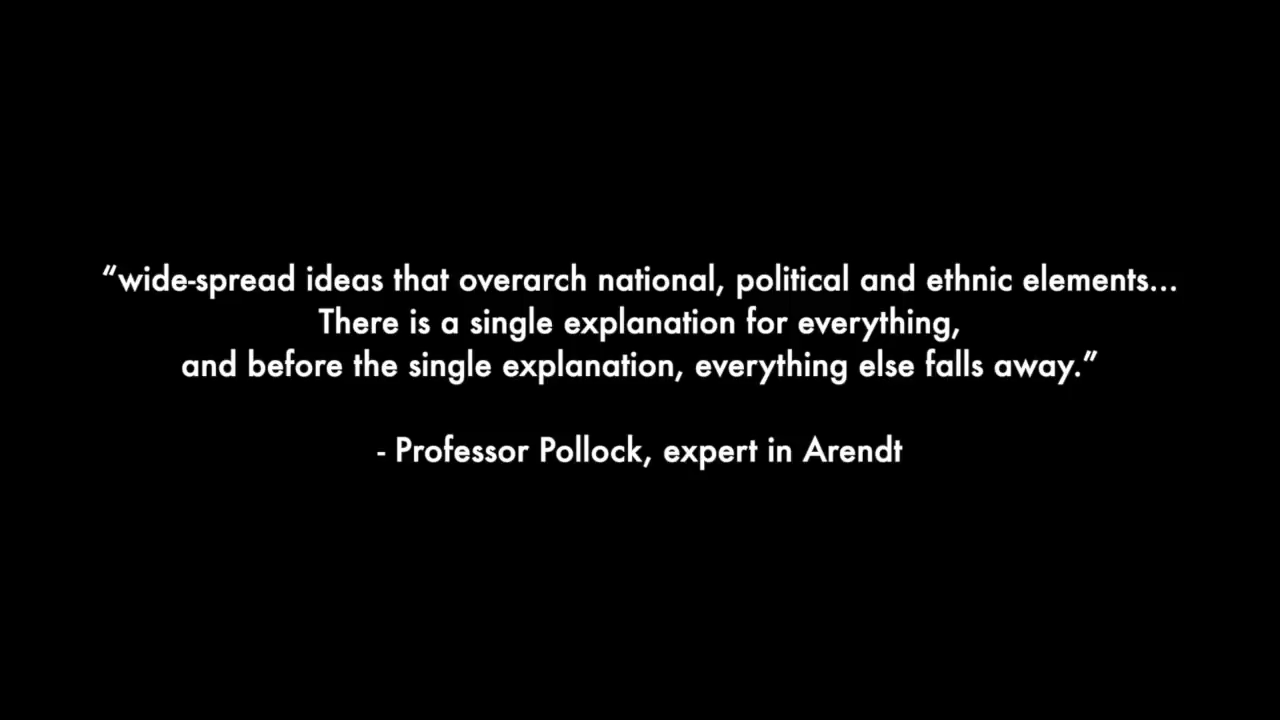 “wide-spread ideas that overarch national, political and ethnic elements...
There is a single explanation for everything,
and before the single explanation, everything else falls away.”
- Professor Pollock, expert in Arendt